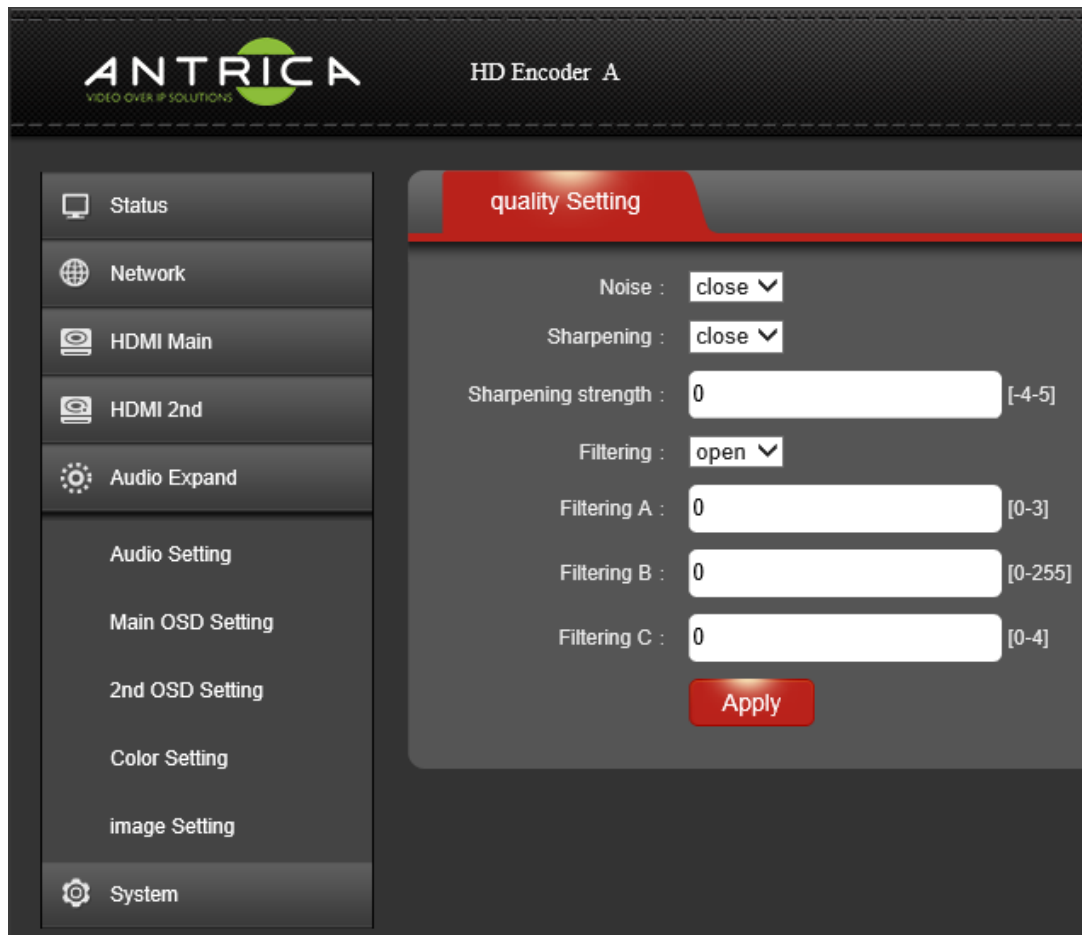 ANTRICA
VIDEO OVER IP SOLUTIONS
HD Encoder A
Status
Network
HDMI Main
HDMI 2nd
Audio Expand
Audio Setting
Main OSD Setting
2nd OSD Setting
Color Setting
image Setting
System
quality Setting
Noise : close
Sharpening : close
Sharpening strength : 0 [-4-5]
Filtering : open
Filtering A : 0 [0-3]
Filtering B : 0 [0-255]
Filtering C : 0 [0-4]
Apply